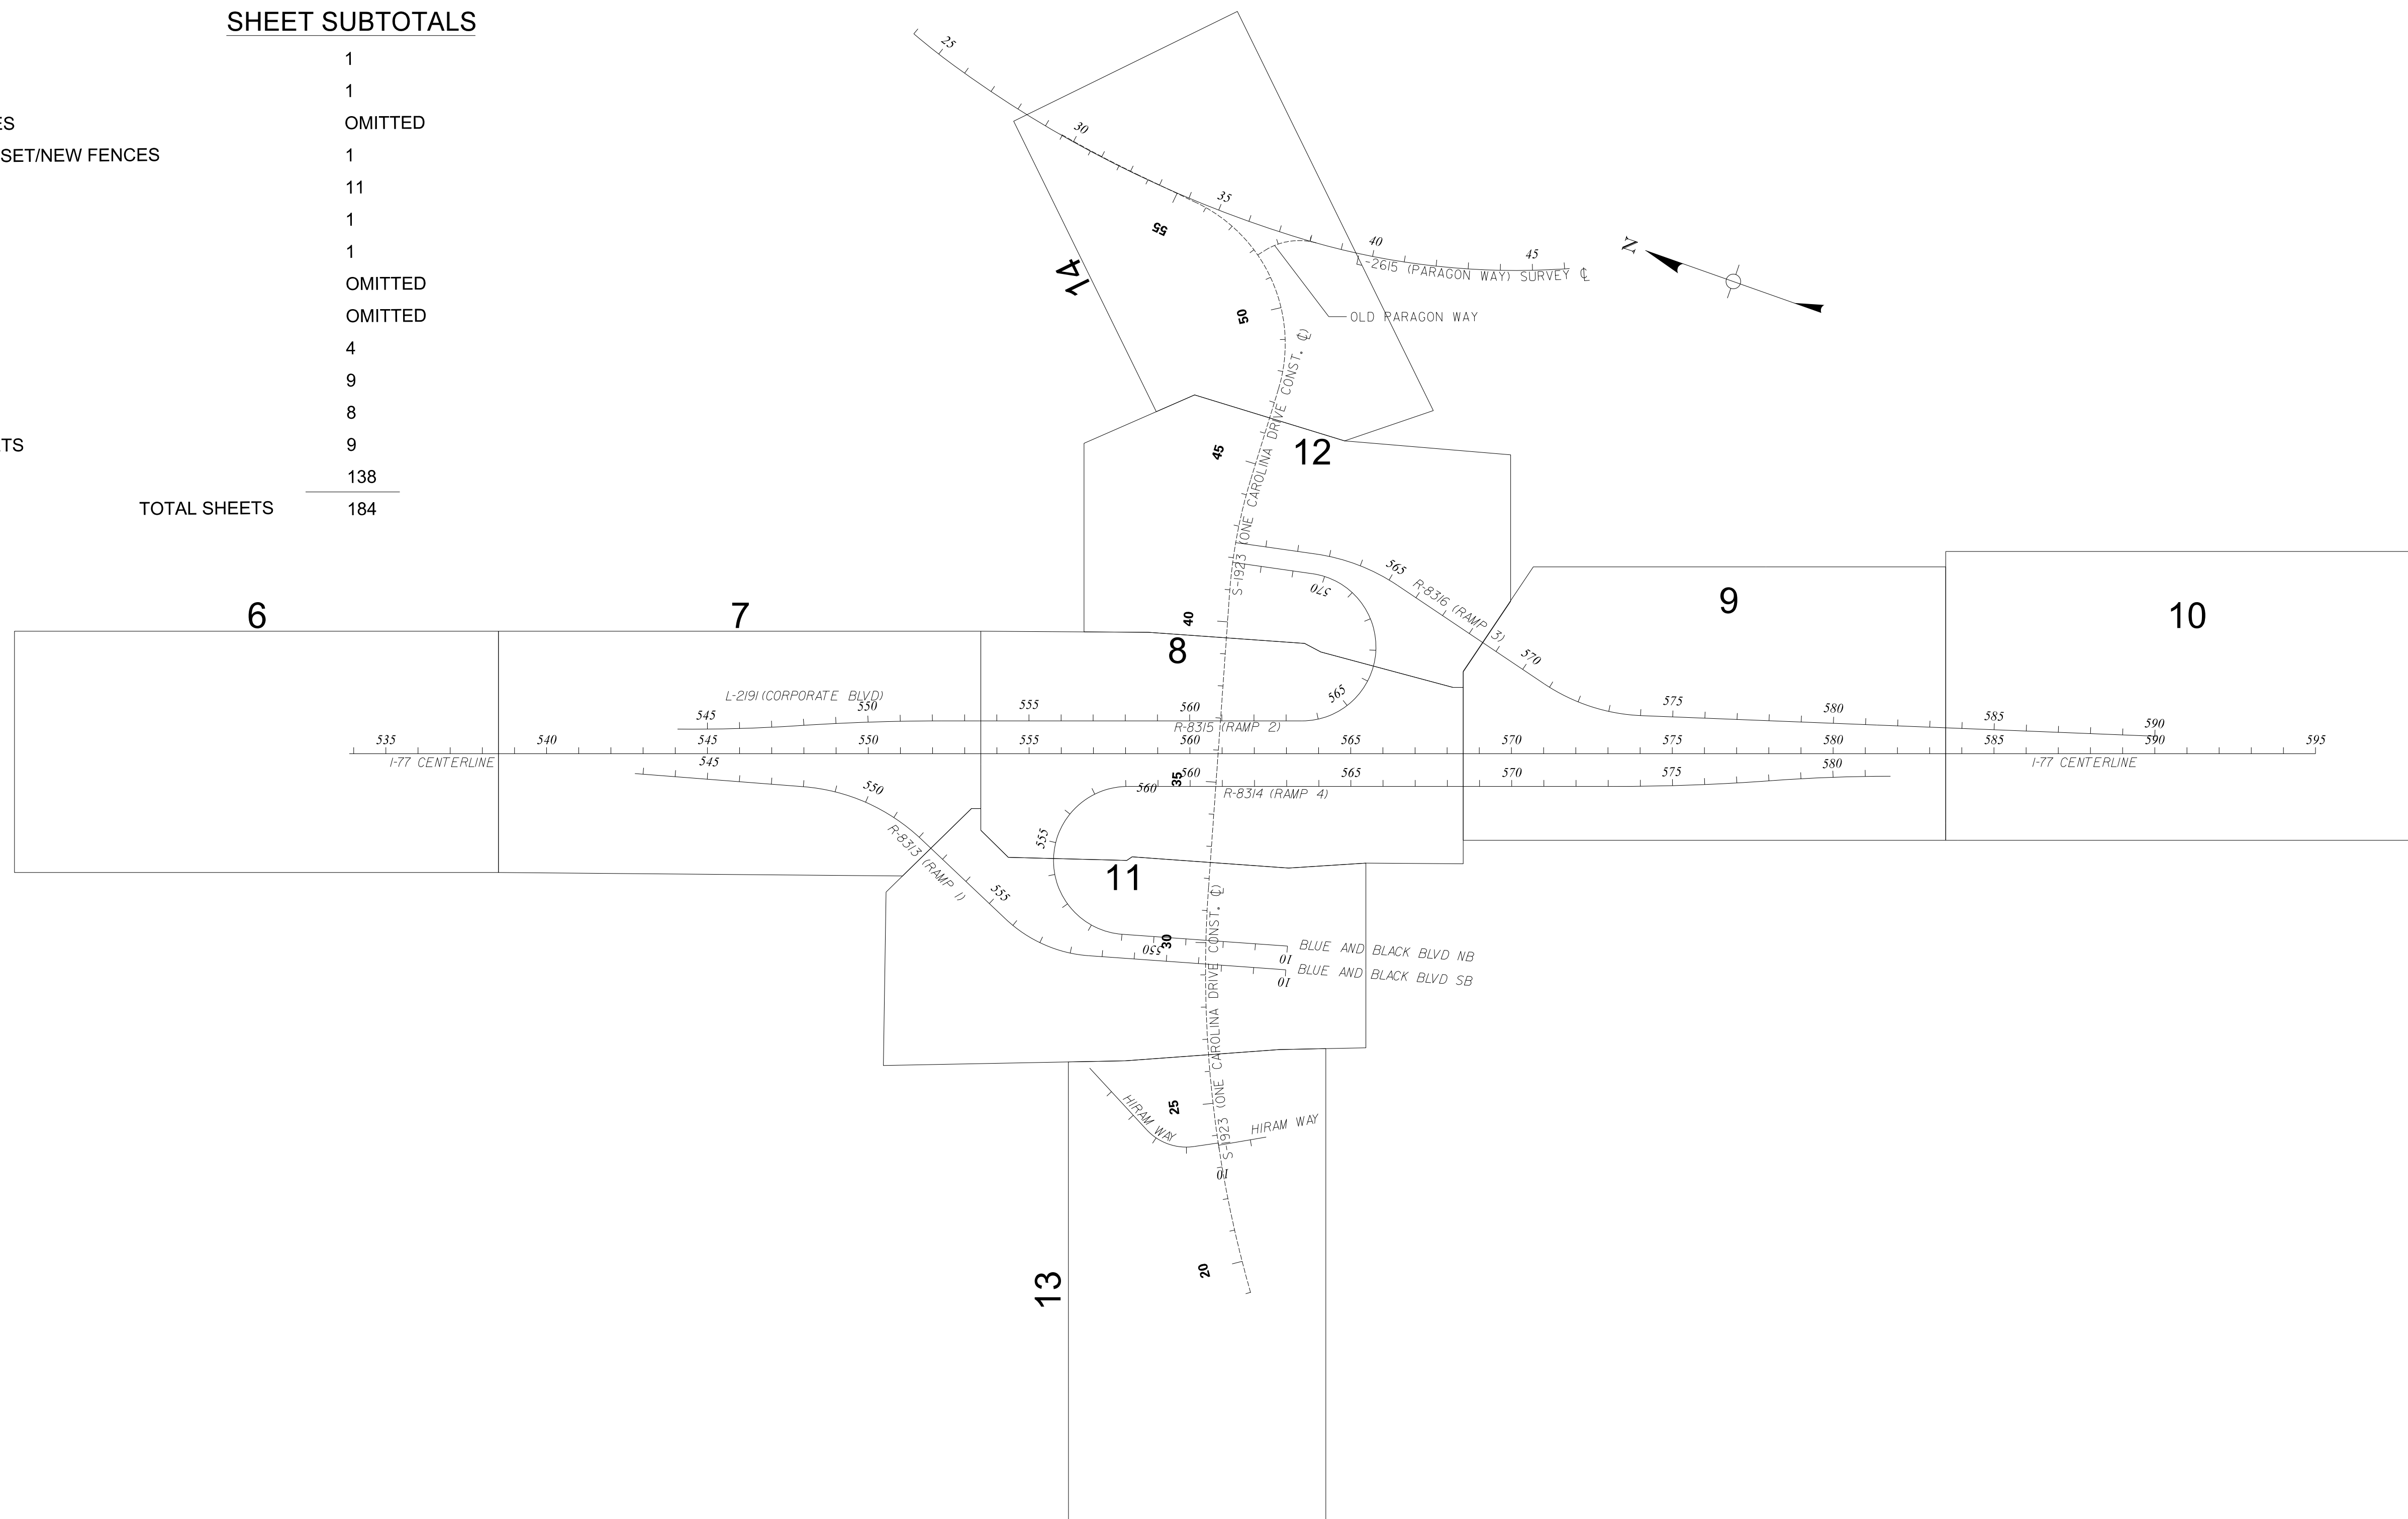 SHEET SUBTOTALS
1
1
ES OMITTED
SET/NEW FENCES 1
11
1
1
OMITTED
OMITTED
4
9
8
TS 9
138
TOTAL SHEETS 184
25
30
35
40
45
L-2615 (PARAGON WAY) SURVEY ℄
OLD PARAGON WAY
N
14
55
50
45
40
35
30
25
20
S-1923 (ONE CAROLINA DRIVE CONST. ℄)
12
565
R-8316 (RAMP 3)
570
575
580
585
590
570
565
6
7
8
9
10
L-2191 (CORPORATE BLVD)
545
550
555
560
R-8315 (RAMP 2)
535
540
545
550
555
560
565
570
575
580
585
590
595
I-77 CENTERLINE
I-77 CENTERLINE
545
550
R-8313 (RAMP 1)
555
560
560
565
570
575
580
R-8314 (RAMP 4)
555
550
11
BLUE AND BLACK BLVD NB
10
BLUE AND BLACK BLVD SB
10
S-1923 (ONE CAROLINA DRIVE CONST. ℄)
S-1923 (ONE CAROLINA DRIVE CONST. ℄)
HIRAM WAY
HIRAM WAY
10
13